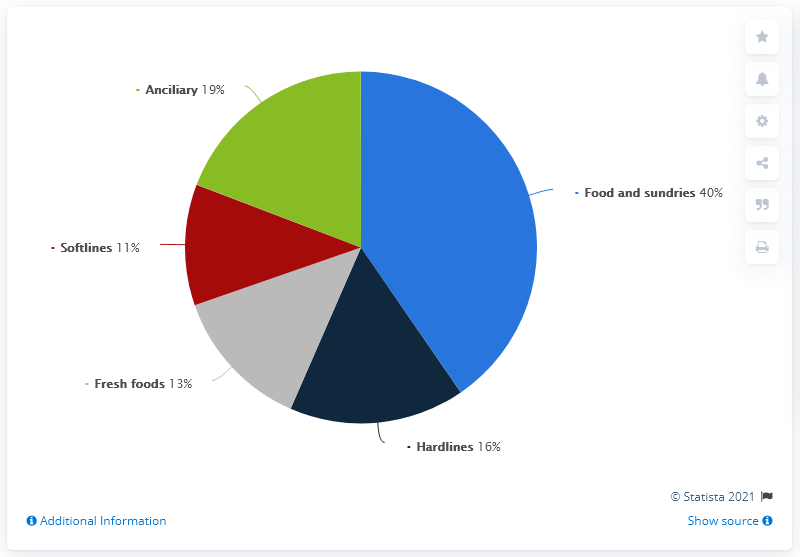 Anciliary 19%
Food and sundries 40%
Softlines 11%
Fresh foods 13%
Hardlines 16%
© Statista 2021
Additional Information
Show source